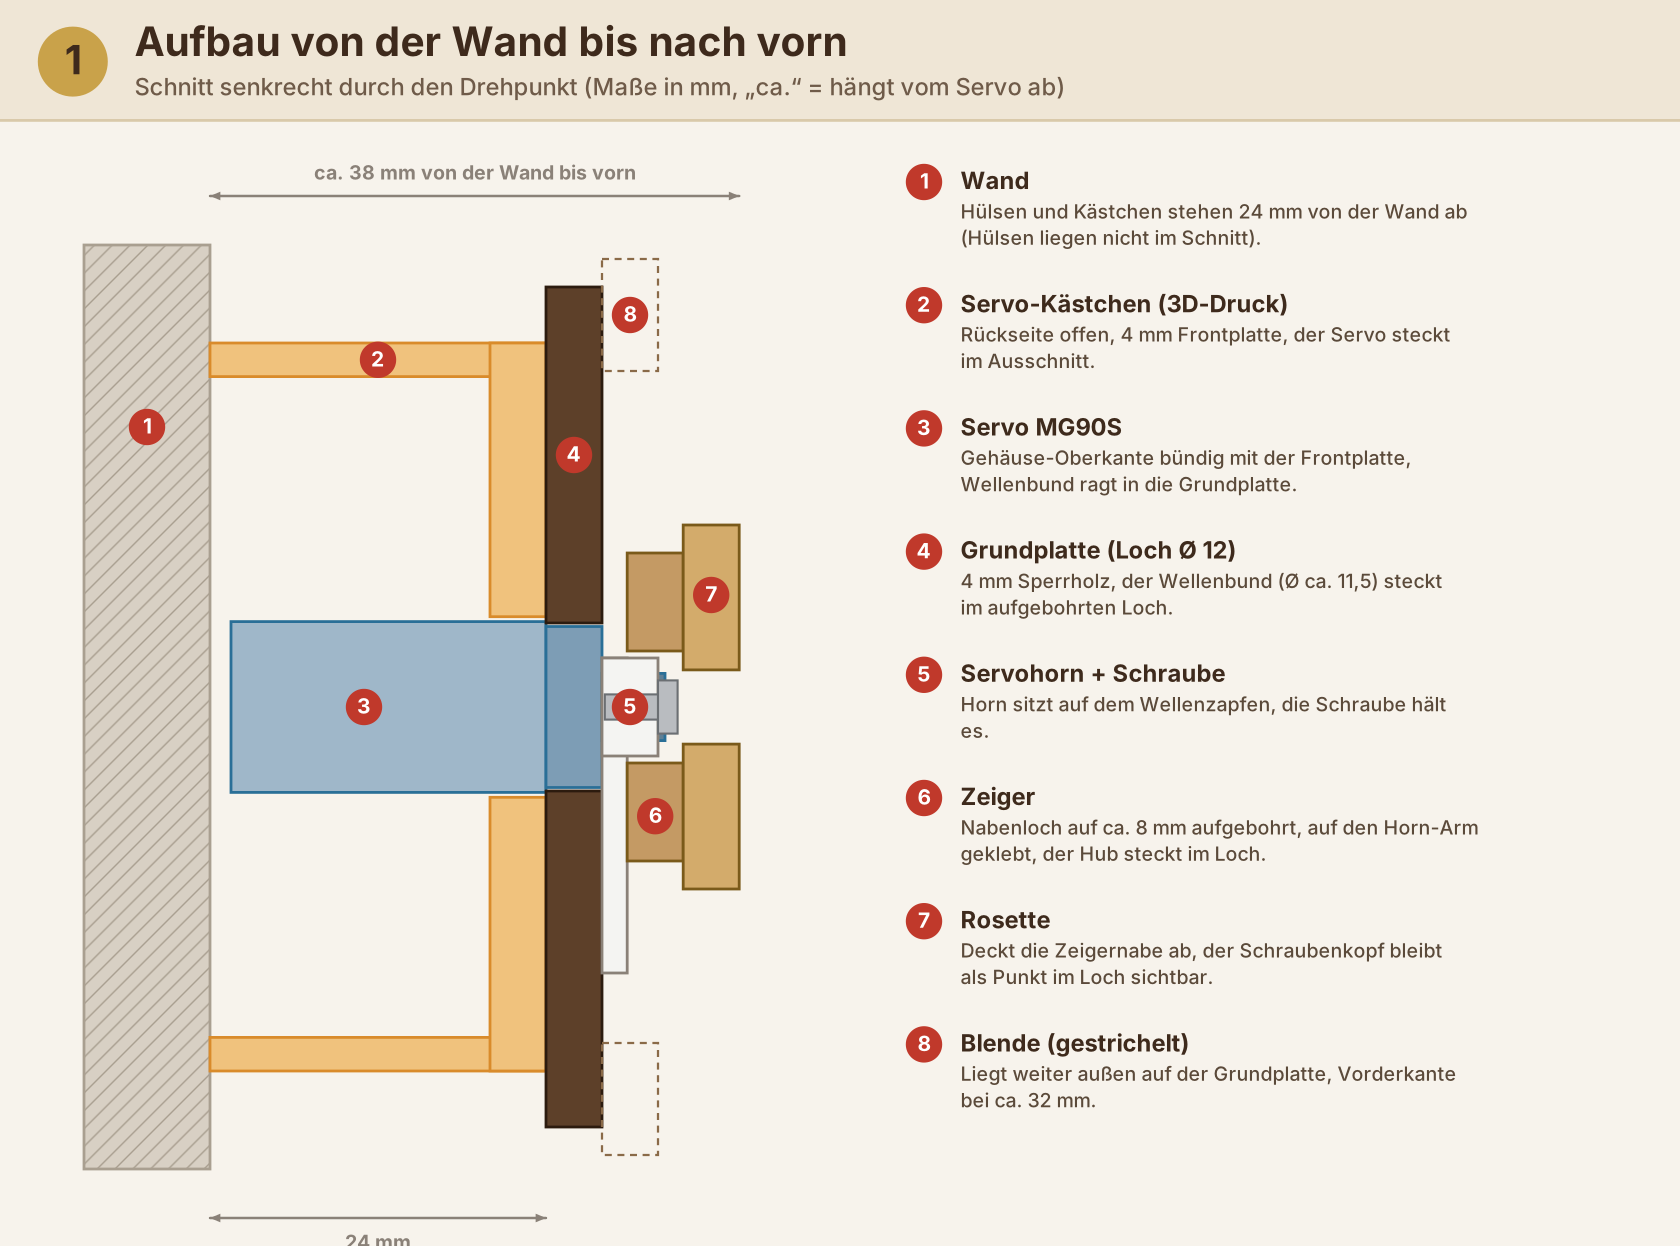 1
Aufbau von der Wand bis nach vorn
Schnitt senkrecht durch den Drehpunkt (Maße in mm, „ca.“ = hängt vom Servo ab)
ca. 38 mm von der Wand bis vorn
8
2
1
4
7
3
5
6
24 mm
1 Wand
Hülsen und Kästchen stehen 24 mm von der Wand ab
(Hülsen liegen nicht im Schnitt).
2 Servo-Kästchen (3D-Druck)
Rückseite offen, 4 mm Frontplatte, der Servo steckt
im Ausschnitt.
3 Servo MG90S
Gehäuse-Oberkante bündig mit der Frontplatte,
Wellenbund ragt in die Grundplatte.
4 Grundplatte (Loch Ø 12)
4 mm Sperrholz, der Wellenbund (Ø ca. 11,5) steckt
im aufgebohrten Loch.
5 Servohorn + Schraube
Horn sitzt auf dem Wellenzapfen, die Schraube hält
es.
6 Zeiger
Nabenloch auf ca. 8 mm aufgebohrt, auf den Horn-Arm
geklebt, der Hub steckt im Loch.
7 Rosette
Deckt die Zeigernabe ab, der Schraubenkopf bleibt
als Punkt im Loch sichtbar.
8 Blende (gestrichelt)
Liegt weiter außen auf der Grundplatte, Vorderkante
bei ca. 32 mm.